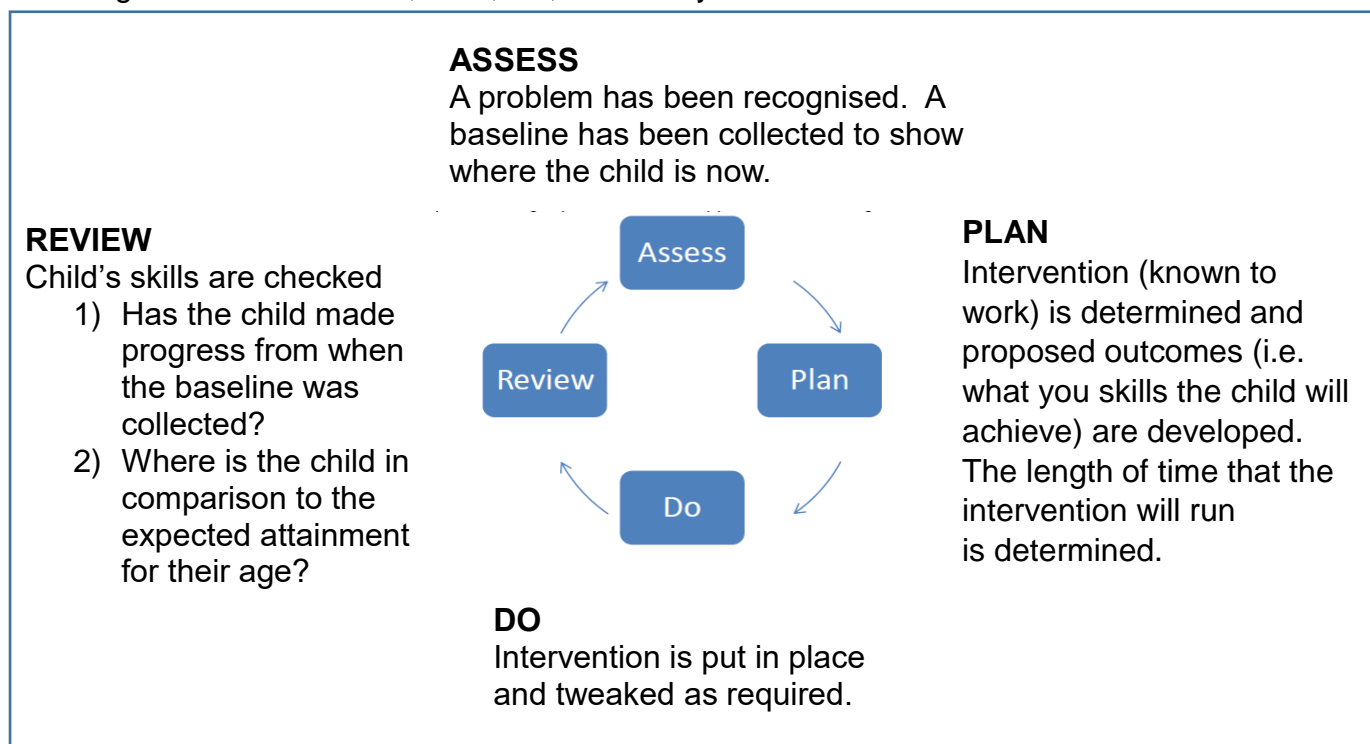 ASSESS
A problem has been recognised.  A
baseline has been collected to show
where the child is now.
REVIEW
Child’s skills are checked
1) Has the child made
progress from when
the baseline was
collected?
2) Where is the child in
comparison to the
expected attainment
for their age?
Assess
Review
Plan
Do
PLAN
Intervention (known to
work) is determined and
proposed outcomes (i.e.
what you skills the child will
achieve) are developed.
The length of time that the
intervention will run
is determined.
DO
Intervention is put in place
and tweaked as required.